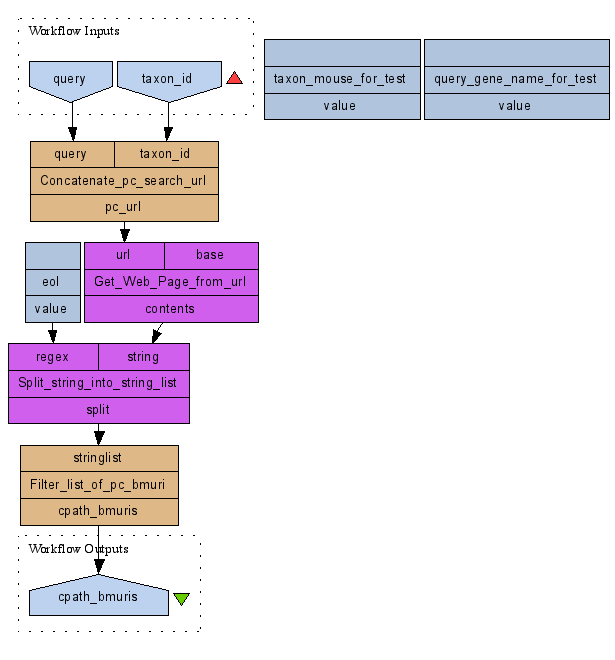 Workflow Inputs
query
taxon_id
taxon_mouse_for_test
value
query_gene_name_for_test
value
query
taxon_id
Concatenate_pc_search_url
pc_url
eol
value
url
base
Get_Web_Page_from_url
contents
regex
string
Split_string_into_string_list
split
stringlist
Filter_list_of_pc_bmuri
cpath_bmuris
Workflow Outputs
cpath_bmuris